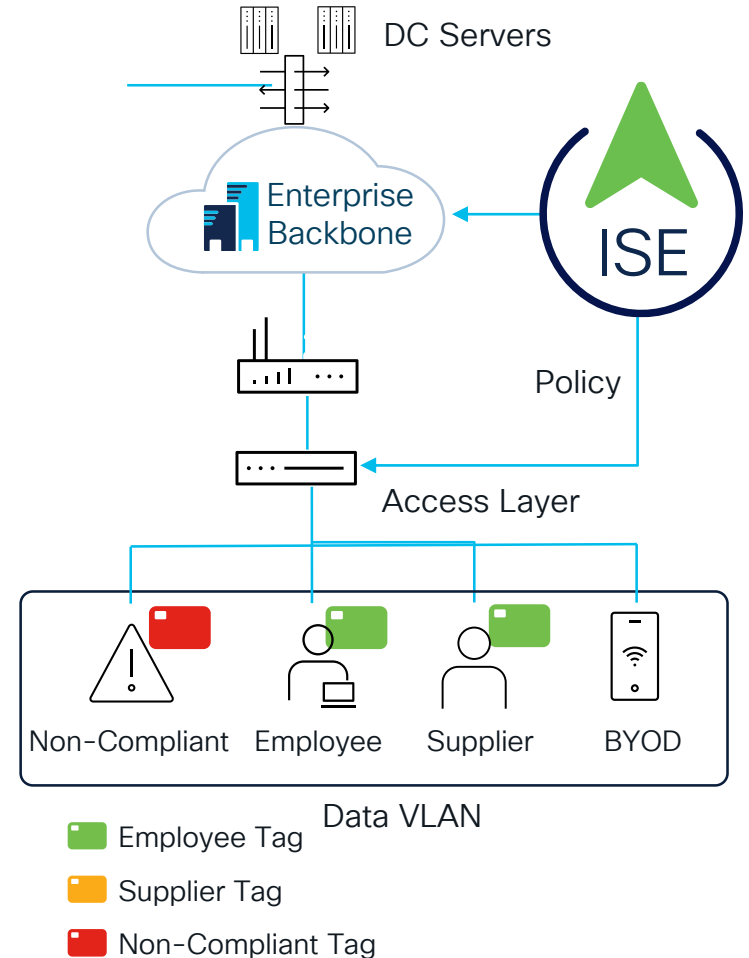 DC Servers
Enterprise
Backbone
ISE
Policy
Access Layer
Non-Compliant
Employee
Supplier
BYOD
Data VLAN
Employee Tag
Supplier Tag
Non-Compliant Tag